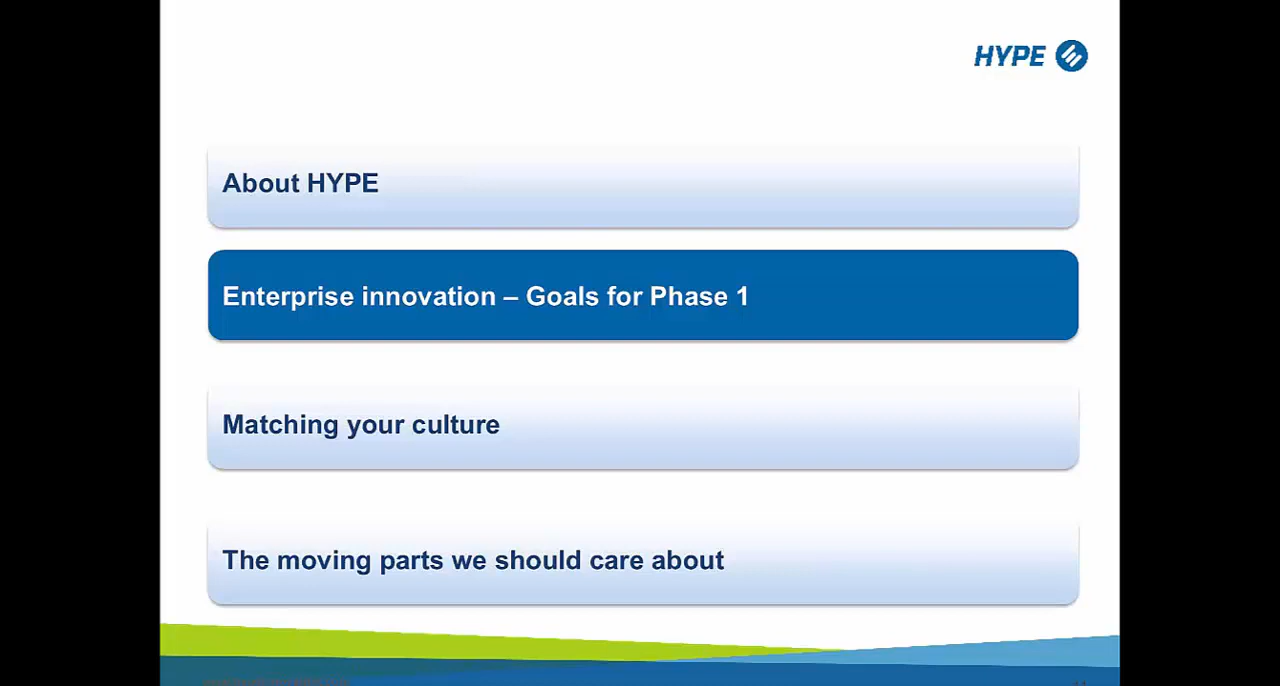 HYPE
About HYPE
Enterprise innovation – Goals for Phase 1
Matching your culture
The moving parts we should care about